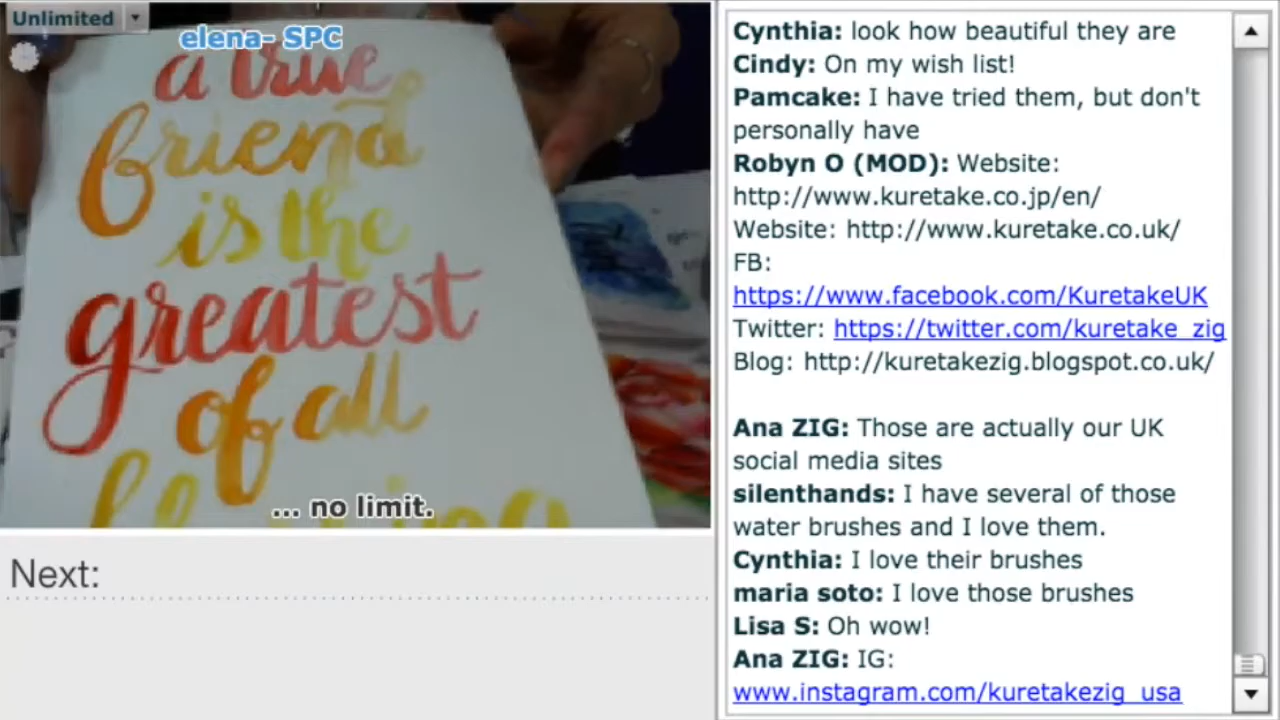 Unlimited
elena- SPC
a true
friend
is the
greatest
of all
... no limit.
Next:
Cynthia: look how beautiful they are
Cindy: On my wish list!
Pamcake: I have tried them, but don't
personally have
Robyn O (MOD): Website:
http://www.kuretake.co.jp/en/
Website: http://www.kuretake.co.uk/
FB:
https://www.facebook.com/KuretakeUK
Twitter: https://twitter.com/kuretake_zig
Blog: http://kuretakezig.blogspot.co.uk/
Ana ZIG: Those are actually our UK
social media sites
silenthands: I have several of those
water brushes and I love them.
Cynthia: I love their brushes
maria soto: I love those brushes
Lisa S: Oh wow!
Ana ZIG: IG:
www.instagram.com/kuretakezig_usa